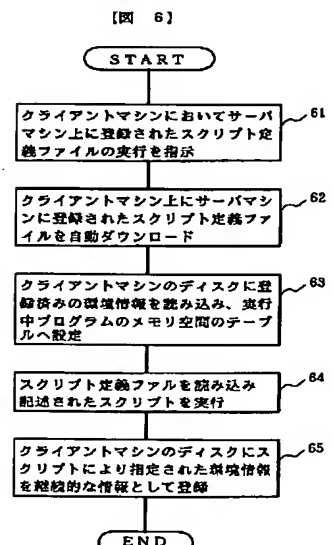 【図 6】
START
クライアントマシンにおいてサーバ
マシン上に登録されたスクリプト定
義ファイルの実行を指示
61
クライアントマシン上にサーバマシ
ンに登録されたスクリプト定義ファ
イルを自動ダウンロード
62
クライアントマシンのディスクに登
録済みの環境情報を読み込み、実行
中プログラムのメモリ空間のテーブ
ルへ設定
63
スクリプト定義ファルを読み込み
記述されたスクリプトを実行
64
クライアントマシンのディスクにス
クリプトにより指定された環境情報
を継続的な情報として登録
65
END